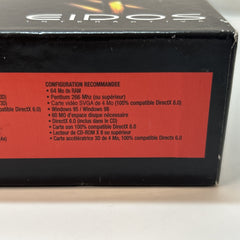 EIDOS
CONFIGURATION RECOMMANDÉE
• 64 Mo de RAM
• Pentium 266 Mhz (ou supérieur)
• Carte vidéo SVGA de 4 Mo (100% compatible DirectX 6.0)
• Windows 95 / Windows 98
• 60 MO d'espace disque nécessaire
• DirectX 6.0 (inclus dans le CD)
• Carte son 100% compatible DirectX 6.0
• Lecteur de CD-ROM X 8 ou supérieur
• Carte accélératrice 3D de 4 Mo, 100% compatible DirectX 6.0